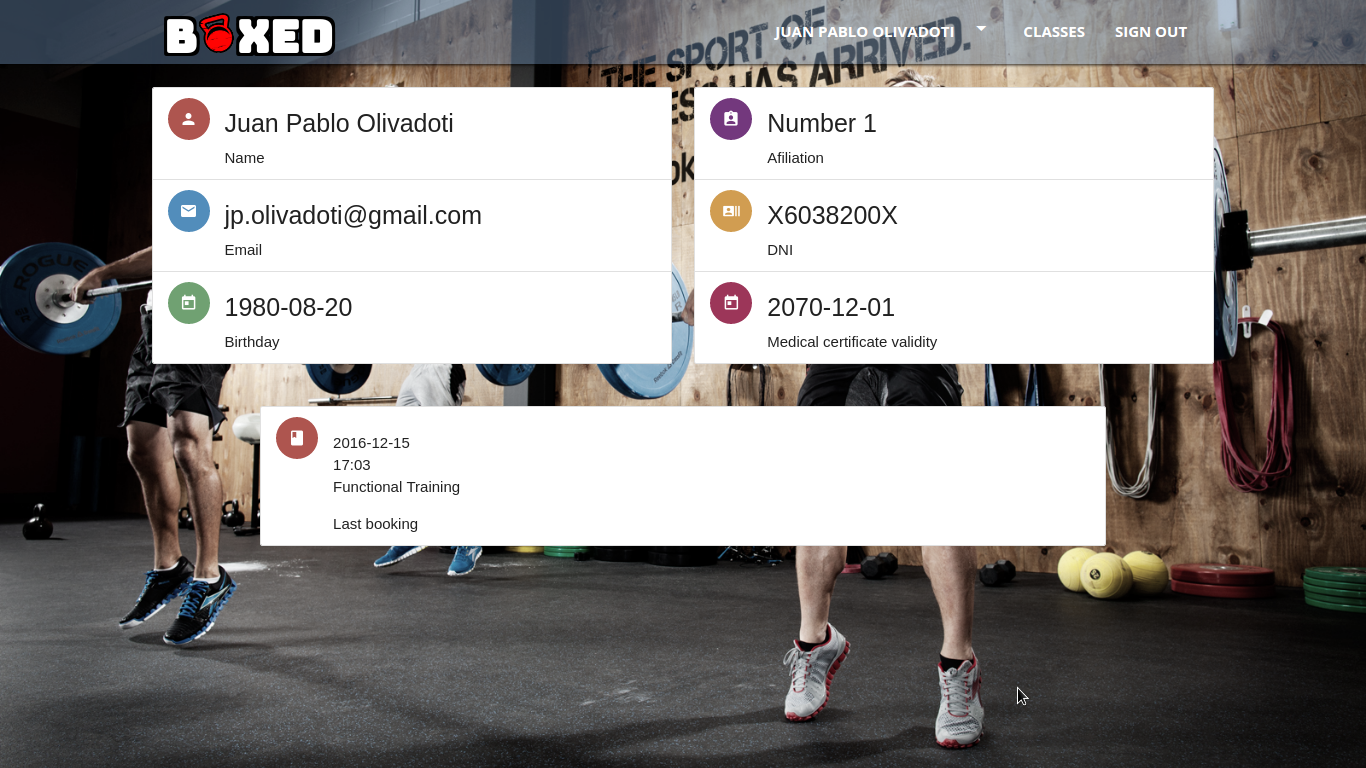 BOXED
JUAN PABLO OLIVADOTI
CLASSES
SIGN OUT
THE SPORT OF
HAS ARRIVED.
Juan Pablo Olivadoti
Name
Number 1
Afiliation
jp.olivadoti@gmail.com
Email
X6038200X
DNI
1980-08-20
Birthday
2070-12-01
Medical certificate validity
ROGUE
2016-12-15
17:03
Functional Training
Last booking